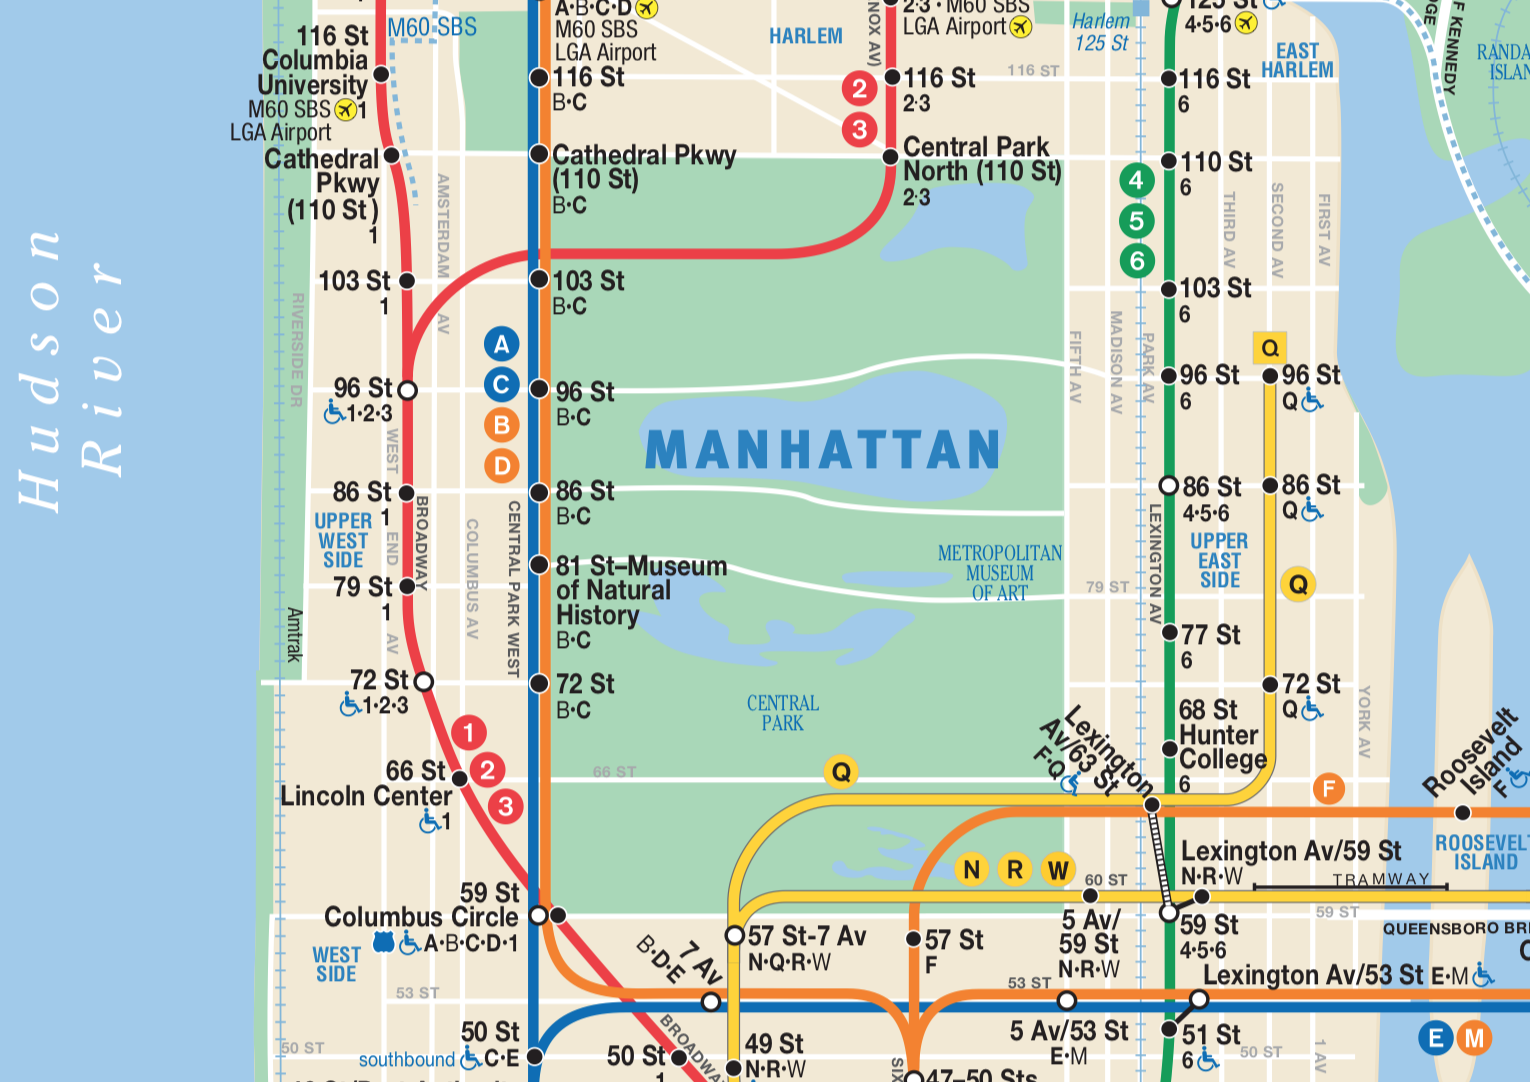 Hudson
River
116 St
Columbia
University
M60 SBS 1
LGA Airport
M60 SBS
Cathedral
Pkwy
(110 St)
1
103 St
1
96 St
1•2•3
86 St
1
UPPER
WEST
SIDE
79 St
1
72 St
1•2•3
66 St
Lincoln Center
1
59 St
Columbus Circle
A•B•C•D•1
WEST
SIDE
53 ST
50 St
southbound C•E
50 ST
RIVERSIDE DR
Amtrak
WEST
END
AV
BROADWAY
AMSTERDAM
AV
COLUMBUS AV
CENTRAL PARK WEST
1
2
3
A
C
B
D
A•B•C•D
M60 SBS
LGA Airport
116 St
B•C
Cathedral Pkwy
(110 St)
B•C
103 St
B•C
96 St
B•C
86 St
B•C
81 St–Museum
of Natural
History
B•C
72 St
B•C
HARLEM
2•3 • M60 SBS
LGA Airport
116 St
2•3
2
3
Central Park
North (110 St)
2•3
116 ST
MANHATTAN
METROPOLITAN
MUSEUM
OF ART
CENTRAL
PARK
66 ST
Q
N R W
60 ST
57 St-7 Av
N•Q•R•W
57 St
F
5 Av/
59 St
N•R•W
7 Av
B•D•E
53 ST
5 Av/53 St
E•M
50 St
1
BROADWAY
49 St
N•R•W
SIX
47–50 Sts
Harlem
125 St
125 St
4•5•6
EAST
HARLEM
116 St
6
110 St
6
4
5
6
103 St
6
96 St
6
86 St
4•5•6
77 St
6
68 St
Hunter
College
6
Lexington
Av/63 St
F•Q
Lexington Av/59 St
N•R•W
59 St
4•5•6
Lexington Av/53 St E•M
51 St
6
50 ST
1 AV
FIFTH AV
MADISON AV
PARK AV
LEXINGTON AV
THIRD AV
SECOND AV
FIRST AV
YORK AV
79 ST
UPPER
EAST
SIDE
Q
96 St
Q
86 St
Q
Q
72 St
Q
F
Roosevelt
Island
F
ROOSEVELT
ISLAND
TRAMWAY
59 ST
QUEENSBORO BRI
E M
F KENNEDY
RANDA
ISLAN